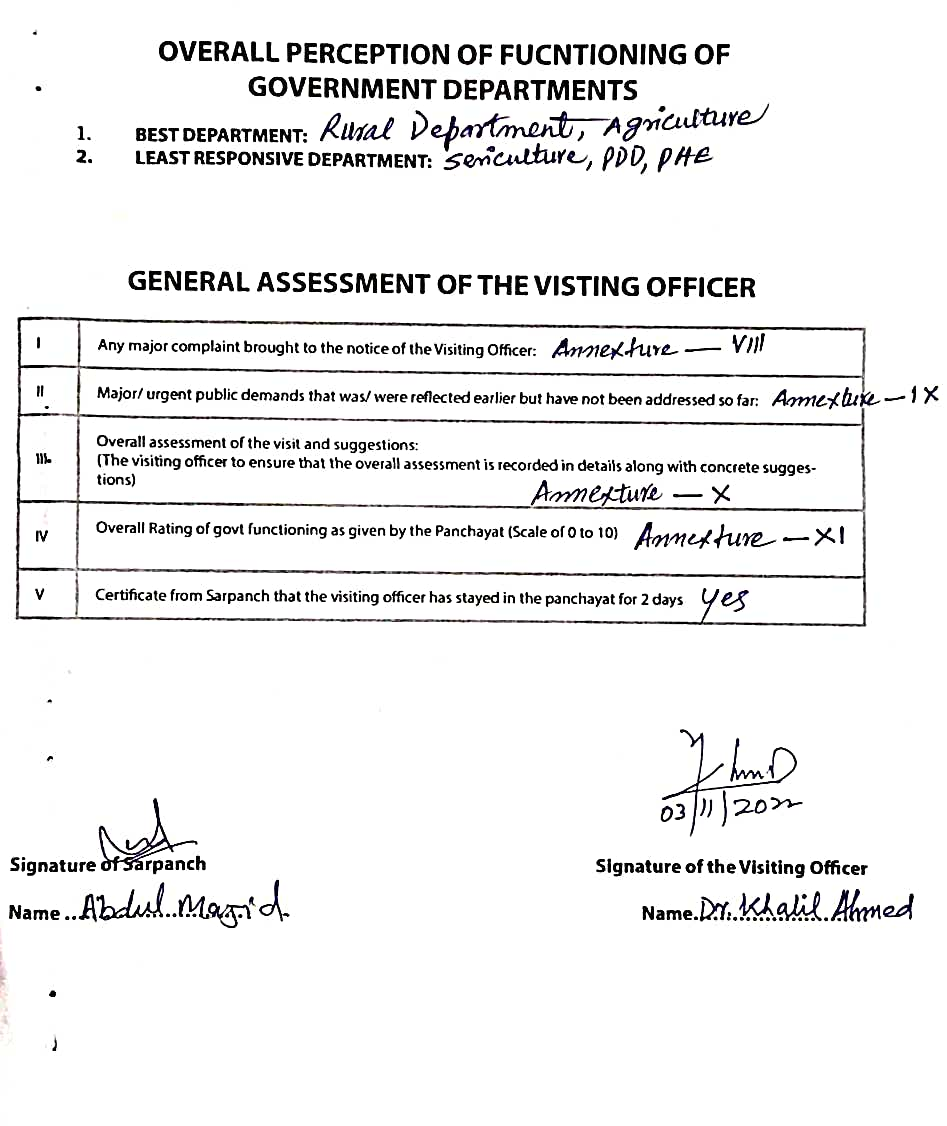 OVERALL PERCEPTION OF FUCNTIONING OF
GOVERNMENT DEPARTMENTS
1. BEST DEPARTMENT: Rural Department, Agriculture
2. LEAST RESPONSIVE DEPARTMENT: Sericulture, PDD, PHE
GENERAL ASSESSMENT OF THE VISTING OFFICER
I Any major complaint brought to the notice of the Visiting Officer: Annexture — VIII
II Major/ urgent public demands that was/ were reflected earlier but have not been addressed so far: Annexture — IX
III. Overall assessment of the visit and suggestions:
(The visiting officer to ensure that the overall assessment is recorded in details along with concrete sugges-
tions)
Annexture — X
IV Overall Rating of govt functioning as given by the Panchayat (Scale of 0 to 10) Annexture — XI
V Certificate from Sarpanch that the visiting officer has stayed in the panchayat for 2 days yes
03/11/2022
Signature of Sarpanch
Name..Abdul Majid
Signature of the Visiting Officer
Name.Dr. Khalil Ahmed